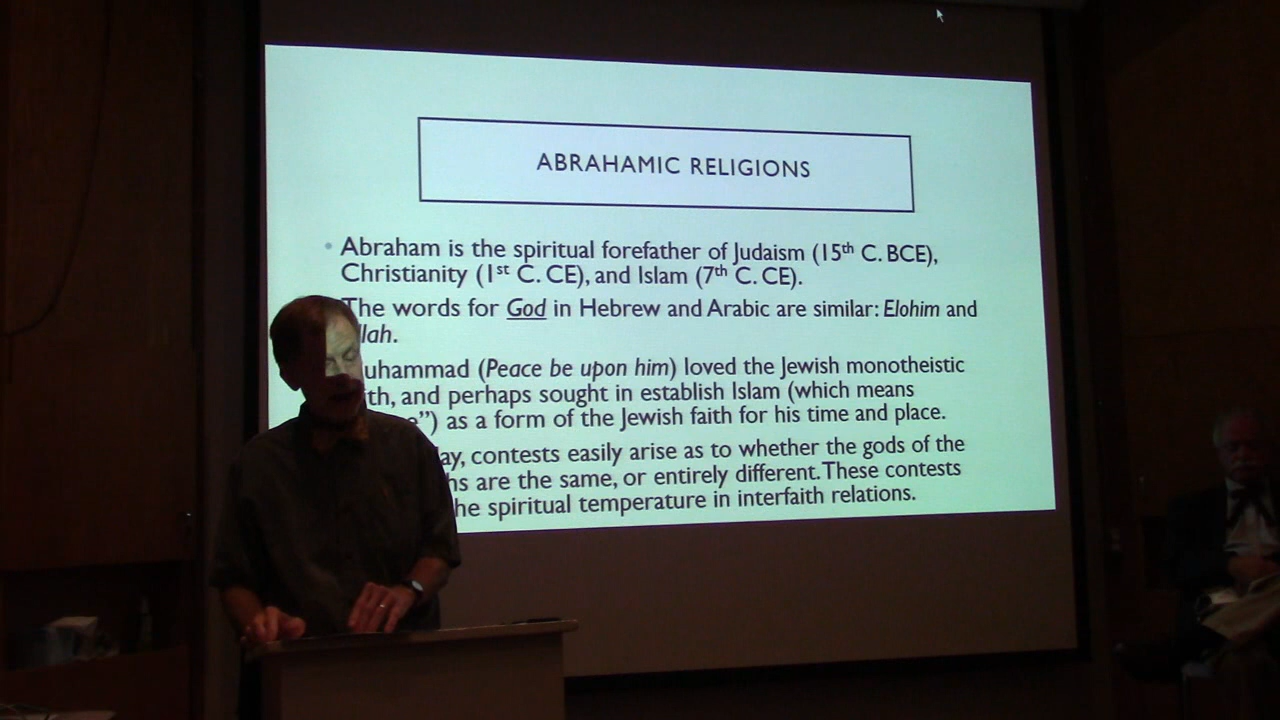 ABRAHAMIC RELIGIONS
• Abraham is the spiritual forefather of Judaism (15th C. BCE),
Christianity (1st C. CE), and Islam (7th C. CE).
The words for God in Hebrew and Arabic are similar: Elohim and
llah.
uhammad (Peace be upon him) loved the Jewish monotheistic
ith, and perhaps sought in establish Islam (which means
e”) as a form of the Jewish faith for his time and place.
ay, contests easily arise as to whether the gods of the
hs are the same, or entirely different. These contests
he spiritual temperature in interfaith relations.